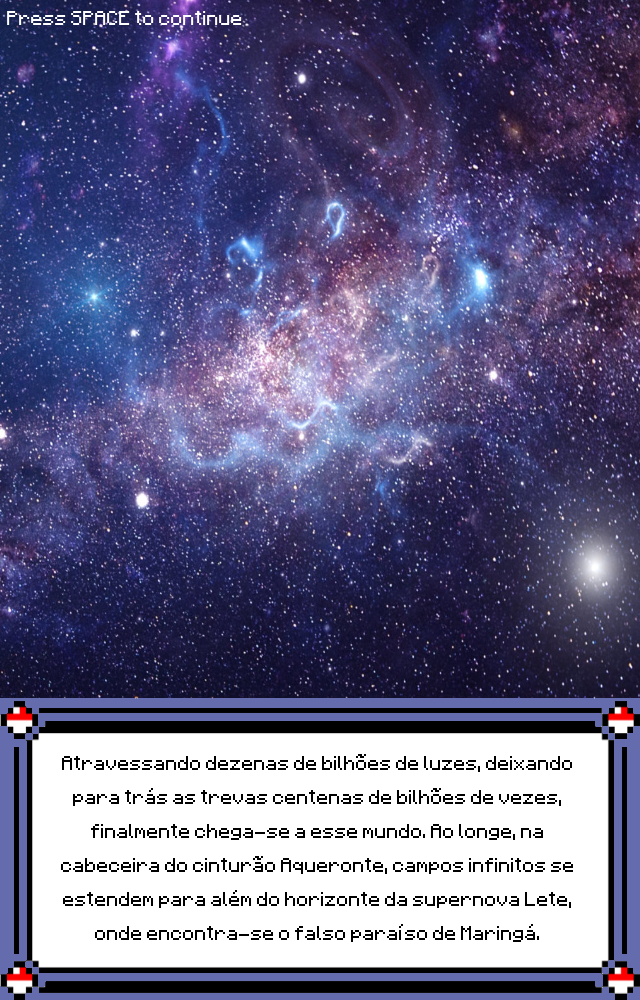 Press SPACE to continue.
Atravessando dezenas de bilhões de luzes, deixando
para trás as trevas centenas de bilhões de vezes,
finalmente chega-se a esse mundo. Ao longe, na
cabeceira do cinturão Aqueronte, campos infinitos se
estendem para além do horizonte da supernova Lete,
onde encontra-se o falso paraíso de Maringá.